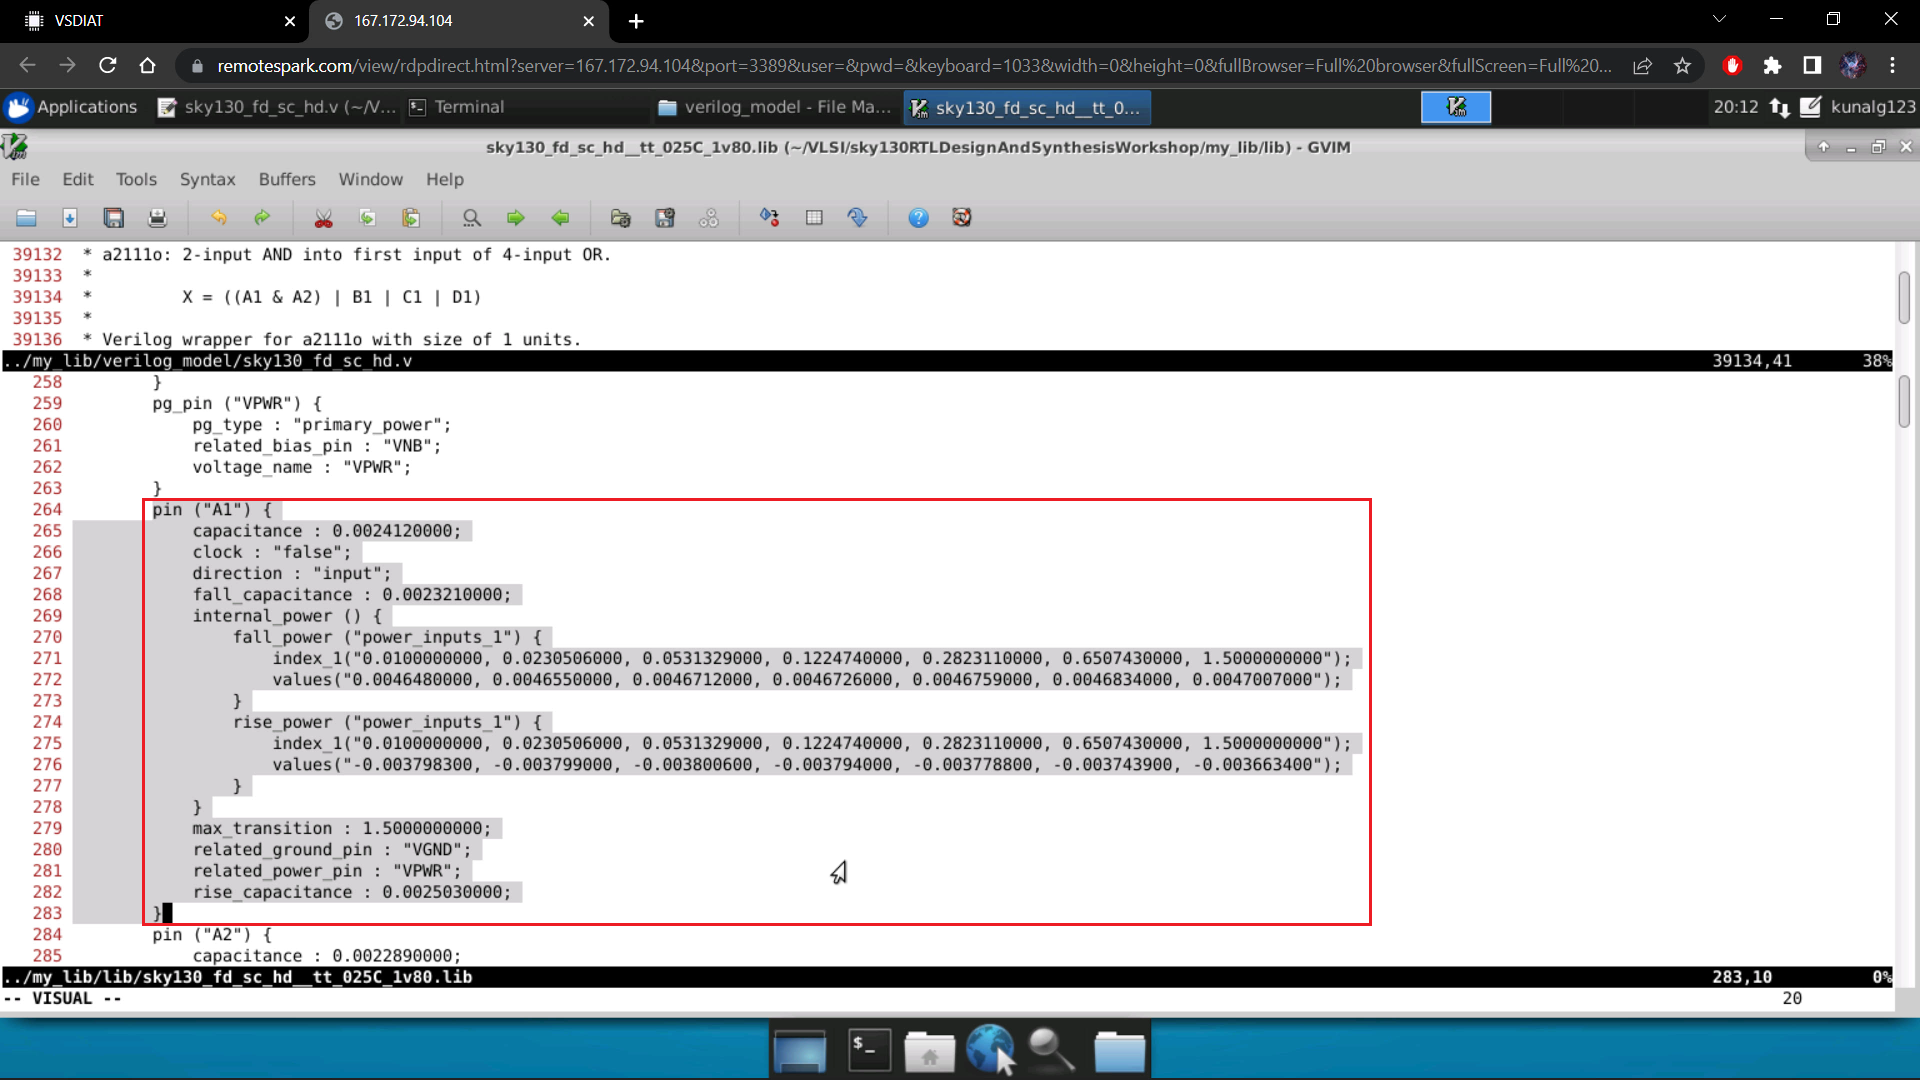 VSDIAT
167.172.94.104
remotespark.com/view/rdpdirect.html?server=167.172.94.104&port=3389&user=&pwd=&keyboard=1033&width=0&height=0&fullBrowser=Full%20browser&fullScreen=Full%20...
Applications sky130_fd_sc_hd.v (~/V... Terminal verilog_model - File Ma... sky130_fd_sc_hd__tt_0... 20:12 kunalg123
sky130_fd_sc_hd__tt_025C_1v80.lib (~/VLSI/sky130RTLDesignAndSynthesisWorkshop/my_lib/lib) - GVIM
File Edit Tools Syntax Buffers Window Help
39132 * a2111o: 2-input AND into first input of 4-input OR.
39133 *
39134 * X = ((A1 & A2) | B1 | C1 | D1)
39135 *
39136 * Verilog wrapper for a2111o with size of 1 units.
../my_lib/verilog_model/sky130_fd_sc_hd.v 39134,41 38%
258 }
259 pg_pin ("VPWR") {
260 pg_type : "primary_power";
261 related_bias_pin : "VNB";
262 voltage_name : "VPWR";
263 }
264 pin ("A1") {
265 capacitance : 0.0024120000;
266 clock : "false";
267 direction : "input";
268 fall_capacitance : 0.0023210000;
269 internal_power () {
270 fall_power ("power_inputs_1") {
271 index_1("0.0100000000, 0.0230506000, 0.0531329000, 0.1224740000, 0.2823110000, 0.6507430000, 1.5000000000");
272 values("0.0046480000, 0.0046550000, 0.0046712000, 0.0046726000, 0.0046759000, 0.0046834000, 0.0047007000");
273 }
274 rise_power ("power_inputs_1") {
275 index_1("0.0100000000, 0.0230506000, 0.0531329000, 0.1224740000, 0.2823110000, 0.6507430000, 1.5000000000");
276 values("-0.003798300, -0.003799000, -0.003800600, -0.003794000, -0.003778800, -0.003743900, -0.003663400");
277 }
278 }
279 max_transition : 1.5000000000;
280 related_ground_pin : "VGND";
281 related_power_pin : "VPWR";
282 rise_capacitance : 0.0025030000;
283 }
284 pin ("A2") {
285 capacitance : 0.0022890000;
../my_lib/lib/sky130_fd_sc_hd__tt_025C_1v80.lib 283,10 0%
-- VISUAL -- 20